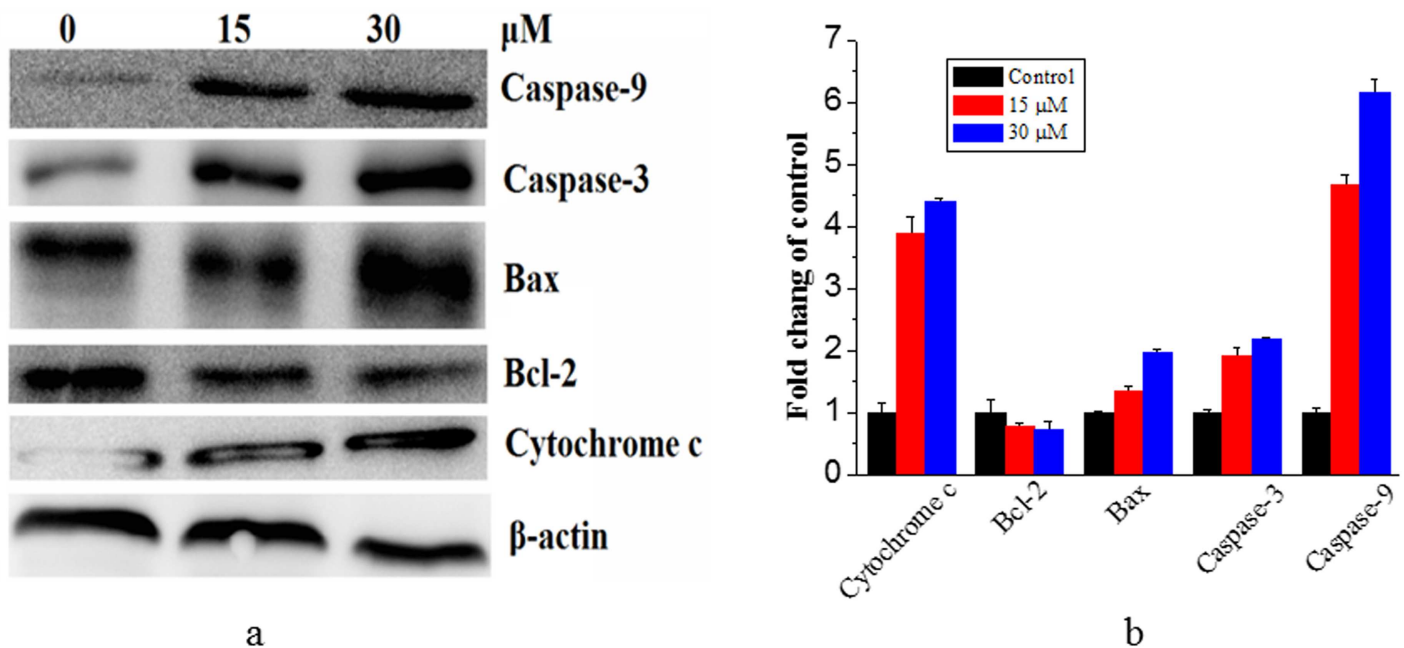 0 15 30 μM
Caspase-9
Caspase-3
Bax
Bcl-2
Cytochrome c
β-actin
a
7
6
5
4
3
2
1
0
Fold chang of control
Control
15 μM
30 μM
Cytochrome c
Bcl-2
Bax
Caspase-3
Caspase-9
b